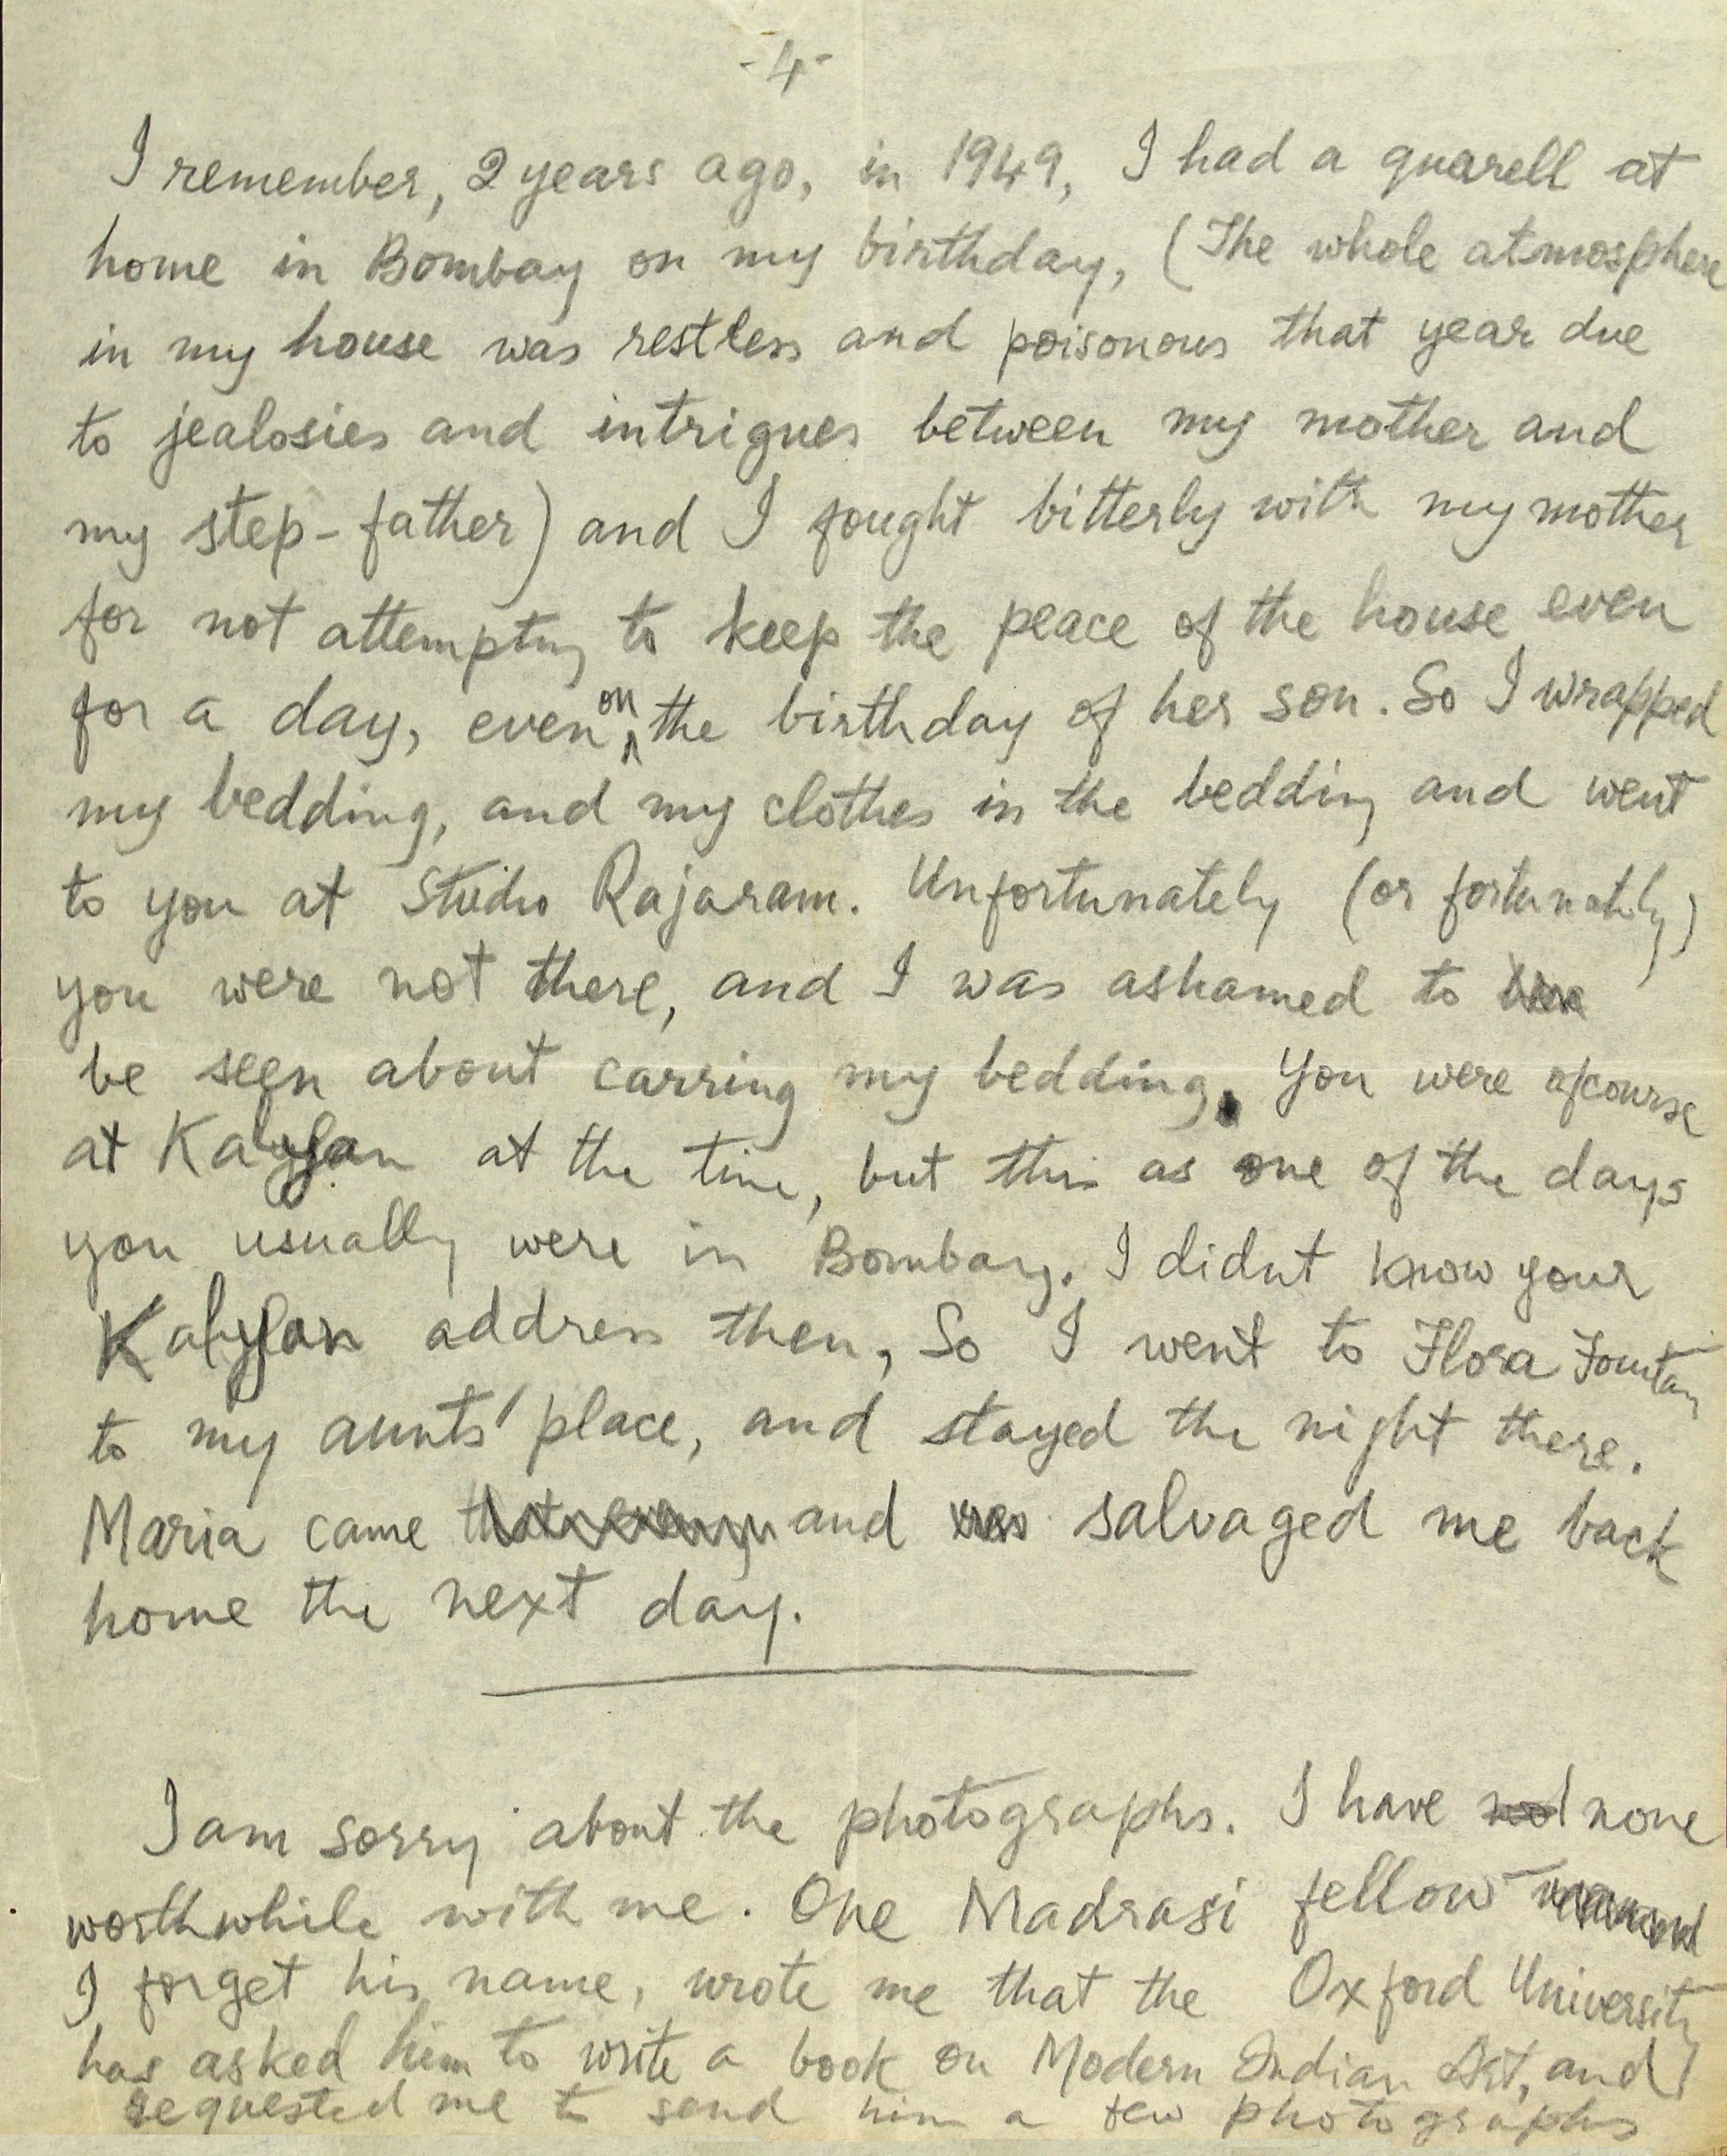 -4-
I remember, 2 years ago, in 1949, I had a quarell at
home in Bombay on my birthday, (The whole atmosphere
in my house was restless and poisonous that year due
to jealosies and intrigues between my mother and
my step-father) and I fought bitterly with my mother
for not attempting to keep the peace of the house even
for a day, even on the birthday of her son. So I wrapped
my bedding, and my clothes in the bedding and went
to you at Studio Rajaram. Unfortunately (or fortunately)
you were not there, and I was ashamed to
be seen about carring my bedding. You were ofcourse
at Kalyan at the time, but this as one of the days
you usually were in Bombay. I didnt know your
Kalyan address then, So I went to Flora Fountain
to my aunts' place, and stayed the night there.
Maria came and salvaged me back
home the next day.
I am sorry about the photographs. I have none
worthwhile with me. One Madrasi fellow
I forget his name, wrote me that the Oxford University
has asked him to write a book on Modern Indian Art, and
requested me to send him a few photographs